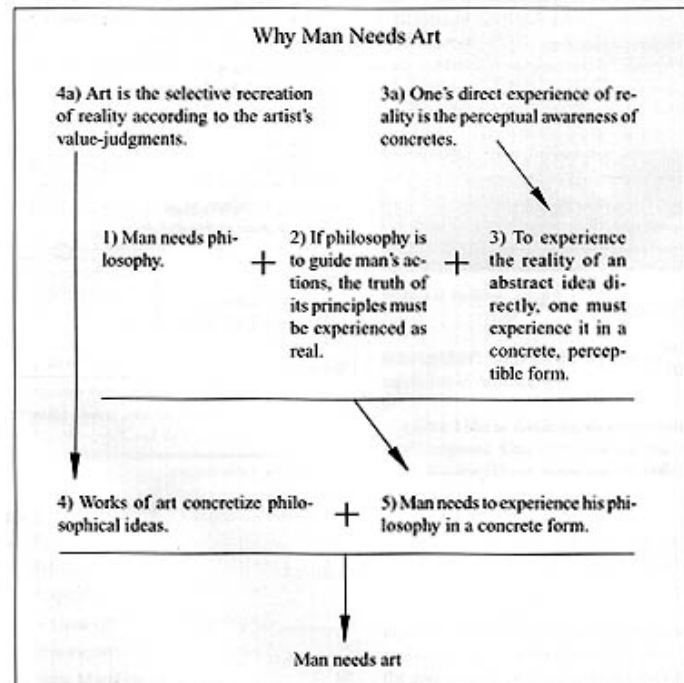 Why Man Needs Art
4a) Art is the selective recreation
of reality according to the artist's
value-judgments.
3a) One's direct experience of re-
ality is the perceptual awareness of
concretes.
1) Man needs phi-
losophy.
+
2) If philosophy is
to guide man's ac-
tions, the truth of
its principles must
be experienced as
real.
+
3) To experience
the reality of an
abstract idea di-
rectly, one must
experience it in a
concrete, percep-
tible form.
4) Works of art concretize philo-
sophical ideas.
+
5) Man needs to experience his phi-
losophy in a concrete form.
Man needs art